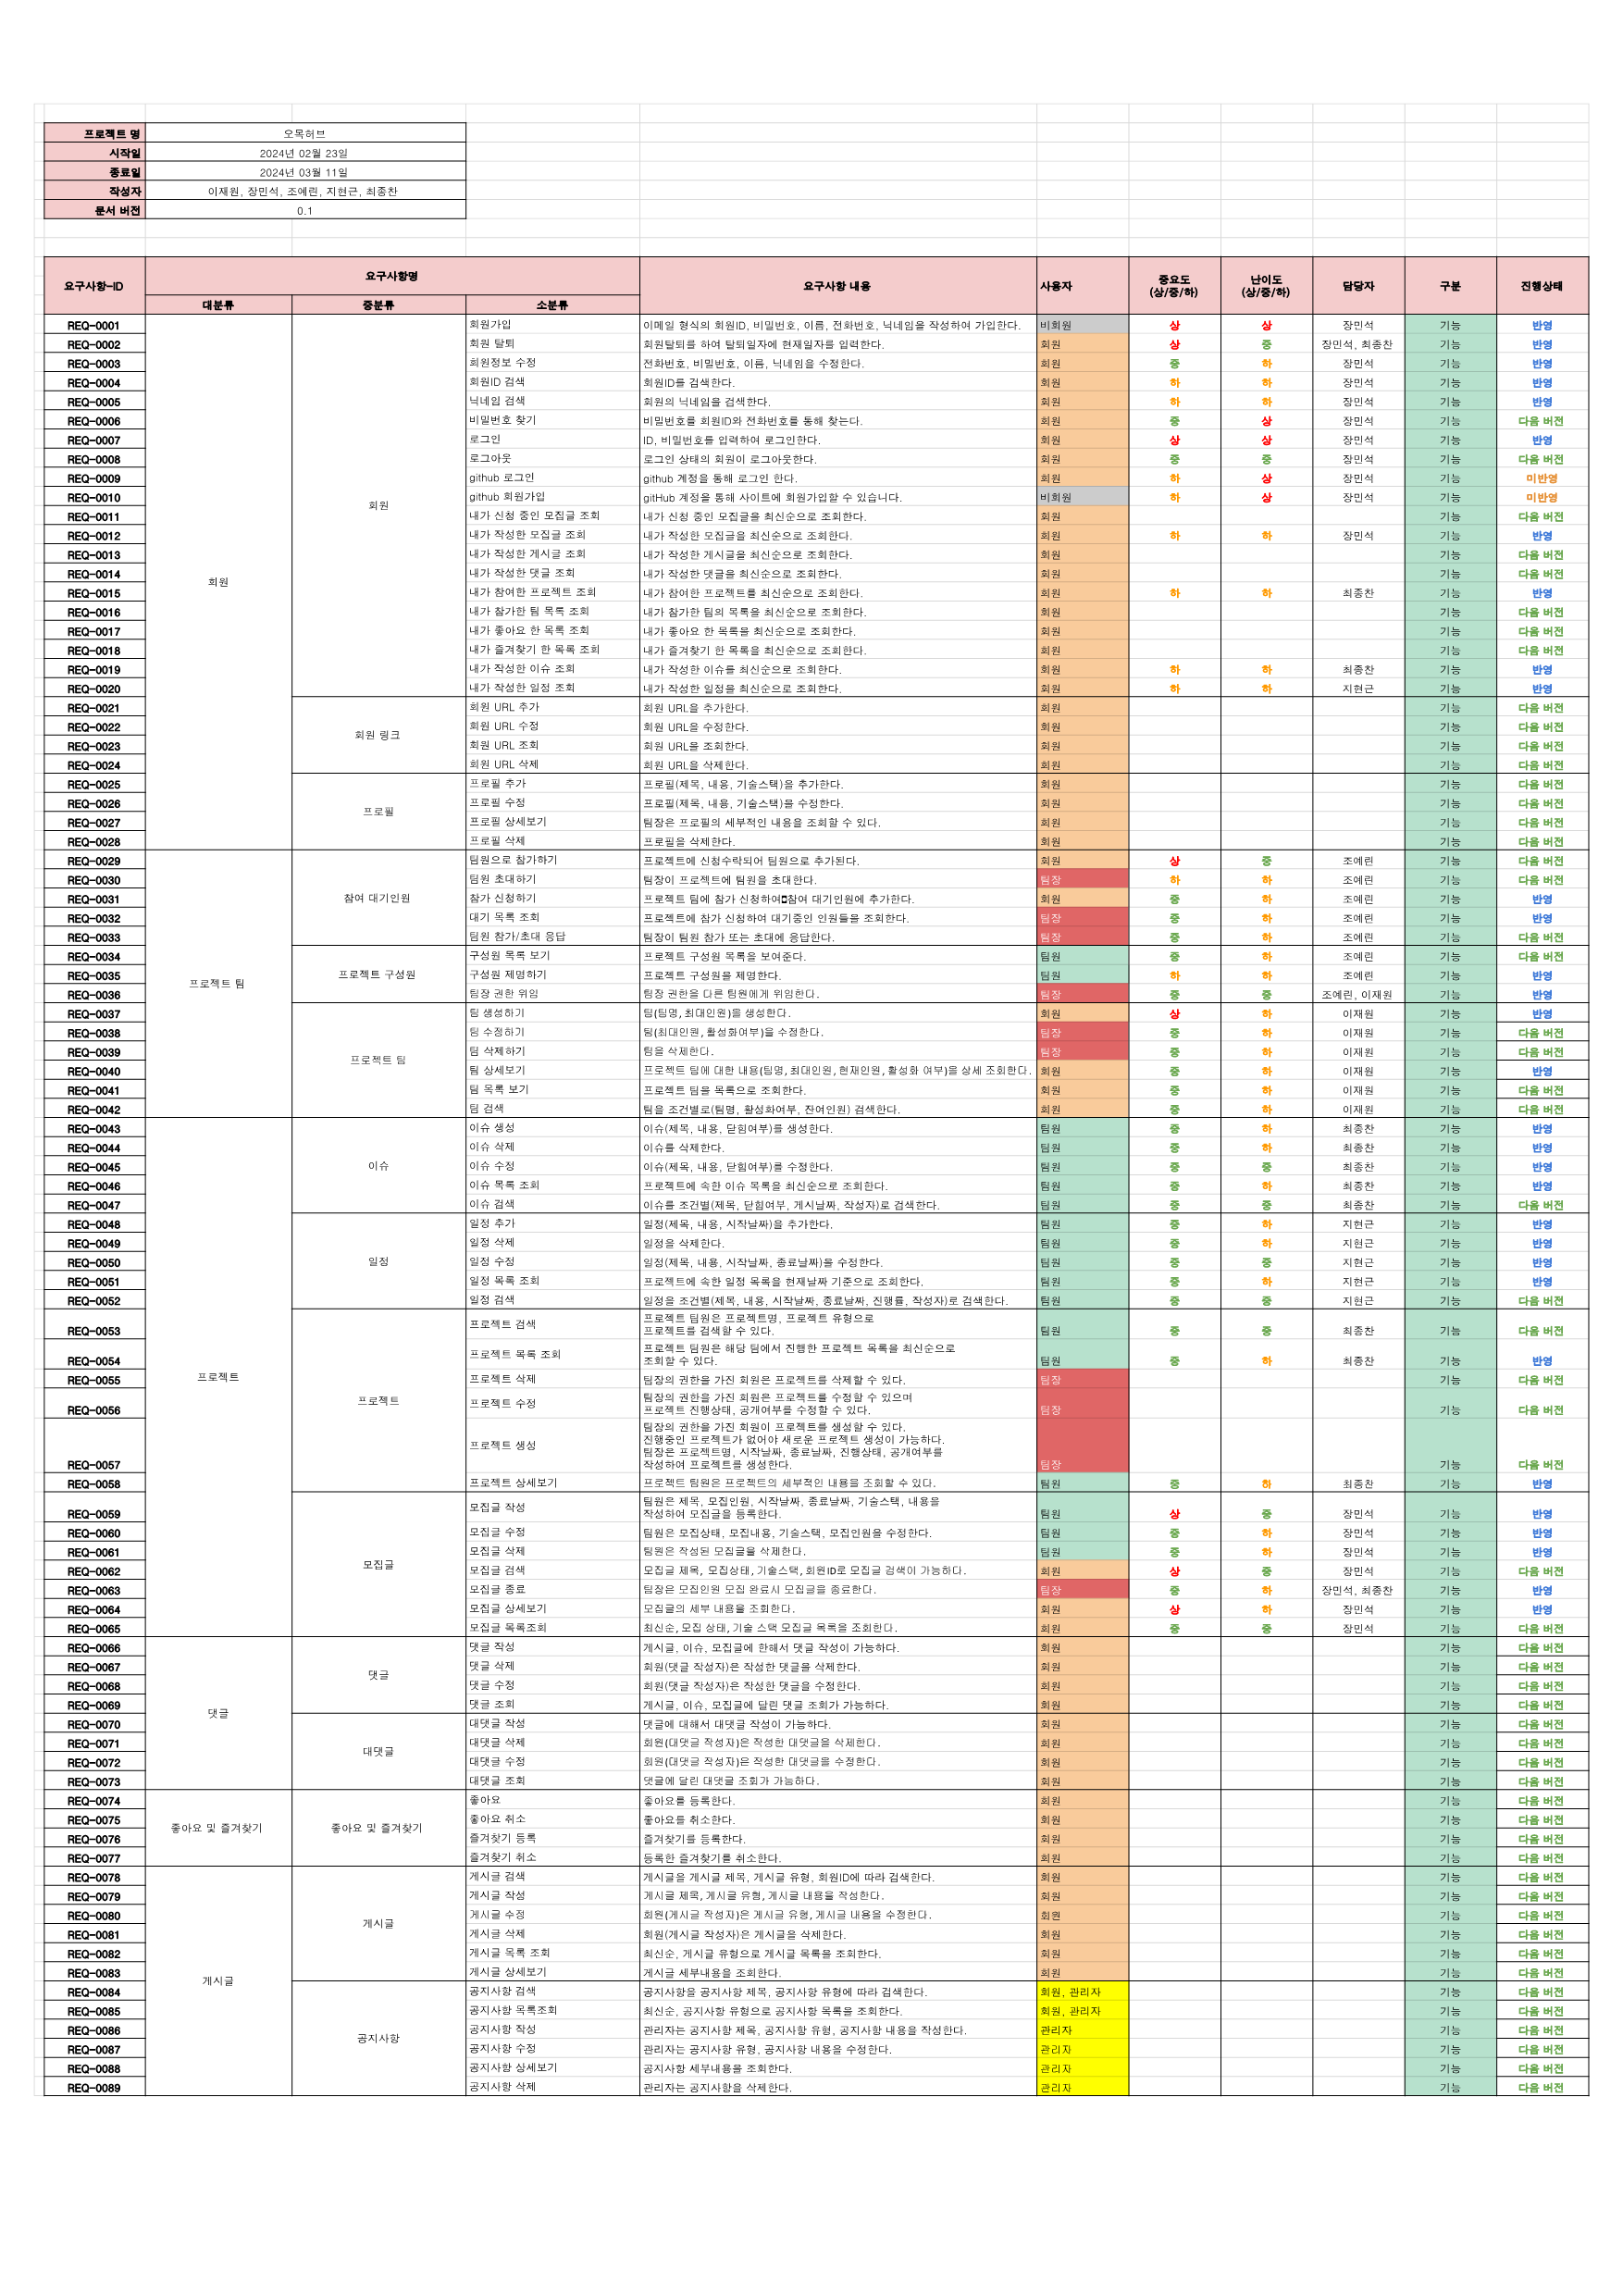 프로젝트 명 오목허브
시작일 2024년 02월 23일
종료일 2024년 03월 11일
작성자 이재원, 장민석, 조예린, 지현근, 최종찬
문서 버전 0.1
요구사항-ID 요구사항명 요구사항 내용 사용자 중요도 (상/중/하) 난이도 (상/중/하) 담당자 구분 진행상태
대분류 중분류 소분류
REQ-0001 회원 회원 회원가입 이메일 형식의 회원ID, 비밀번호, 이름, 전화번호, 닉네임을 작성하여 가입한다. 비회원 상 상 장민석 기능 반영
REQ-0002 회원 탈퇴 회원탈퇴를 하여 탈퇴일자에 현재일자를 입력한다. 회원 상 중 장민석, 최종찬 기능 반영
REQ-0003 회원정보 수정 전화번호, 비밀번호, 이름, 닉네임을 수정한다. 회원 중 하 장민석 기능 반영
REQ-0004 회원ID 검색 회원ID를 검색한다. 회원 하 하 장민석 기능 반영
REQ-0005 닉네임 검색 회원의 닉네임을 검색한다. 회원 하 하 장민석 기능 반영
REQ-0006 비밀번호 찾기 비밀번호를 회원ID와 전화번호를 통해 찾는다. 회원 중 상 장민석 기능 다음 버전
REQ-0007 로그인 ID, 비밀번호를 입력하여 로그인한다. 회원 상 상 장민석 기능 반영
REQ-0008 로그아웃 로그인 상태의 회원이 로그아웃한다. 회원 중 중 장민석 기능 다음 버전
REQ-0009 github 로그인 github 계정을 통해 로그인 한다. 회원 하 상 장민석 기능 미반영
REQ-0010 github 회원가입 gitHub 계정을 통해 사이트에 회원가입할 수 있습니다. 비회원 하 상 장민석 기능 미반영
REQ-0011 내가 신청 중인 모집글 조회 내가 신청 중인 모집글을 최신순으로 조회한다. 회원 기능 다음 버전
REQ-0012 내가 작성한 모집글 조회 내가 작성한 모집글을 최신순으로 조회한다. 회원 하 하 장민석 기능 반영
REQ-0013 내가 작성한 게시글 조회 내가 작성한 게시글을 최신순으로 조회한다. 회원 기능 다음 버전
REQ-0014 내가 작성한 댓글 조회 내가 작성한 댓글을 최신순으로 조회한다. 회원 기능 다음 버전
REQ-0015 내가 참여한 프로젝트 조회 내가 참여한 프로젝트를 최신순으로 조회한다. 회원 하 하 최종찬 기능 반영
REQ-0016 내가 참가한 팀 목록 조회 내가 참가한 팀의 목록을 최신순으로 조회한다. 회원 기능 다음 버전
REQ-0017 내가 좋아요 한 목록 조회 내가 좋아요 한 목록을 최신순으로 조회한다. 회원 기능 다음 버전
REQ-0018 내가 즐겨찾기 한 목록 조회 내가 즐겨찾기 한 목록을 최신순으로 조회한다. 회원 기능 다음 버전
REQ-0019 내가 작성한 이슈 조회 내가 작성한 이슈를 최신순으로 조회한다. 회원 하 하 최종찬 기능 반영
REQ-0020 내가 작성한 일정 조회 내가 작성한 일정을 최신순으로 조회한다. 회원 하 하 지현근 기능 반영
REQ-0021 회원 링크 회원 URL 추가 회원 URL을 추가한다. 회원 기능 다음 버전
REQ-0022 회원 URL 수정 회원 URL을 수정한다. 회원 기능 다음 버전
REQ-0023 회원 URL 조회 회원 URL을 조회한다. 회원 기능 다음 버전
REQ-0024 회원 URL 삭제 회원 URL을 삭제한다. 회원 기능 다음 버전
REQ-0025 프로필 프로필 추가 프로필(제목, 내용, 기술스택)을 추가한다. 회원 기능 다음 버전
REQ-0026 프로필 수정 프로필(제목, 내용, 기술스택)을 수정한다. 회원 기능 다음 버전
REQ-0027 프로필 상세보기 팀장은 프로필의 세부적인 내용을 조회할 수 있다. 회원 기능 다음 버전
REQ-0028 프로필 삭제 프로필을 삭제한다. 회원 기능 다음 버전
REQ-0029 프로젝트 팀 참여 대기인원 팀원으로 참가하기 프로젝트에 신청수락되어 팀원으로 추가된다. 회원 상 중 조예린 기능 다음 버전
REQ-0030 팀원 초대하기 팀장이 프로젝트에 팀원을 초대한다. 팀장 하 하 조예린 기능 다음 버전
REQ-0031 참가 신청하기 프로젝트 팀에 참가 신청하여 참여 대기인원에 추가한다. 회원 중 하 조예린 기능 반영
REQ-0032 대기 목록 조회 프로젝트에 참가 신청하여 대기중인 인원들을 조회한다. 팀장 중 하 조예린 기능 반영
REQ-0033 팀원 참가/초대 응답 팀장이 팀원 참가 또는 초대에 응답한다. 팀장 중 하 조예린 기능 다음 버전
REQ-0034 프로젝트 구성원 구성원 목록 보기 프로젝트 구성원 목록을 보여준다. 팀원 중 하 조예린 기능 다음 버전
REQ-0035 구성원 제명하기 프로젝트 구성원을 제명한다. 팀원 하 하 조예린 기능 반영
REQ-0036 팀장 권한 위임 팀장 권한을 다른 팀원에게 위임한다. 팀장 중 중 조예린, 이재원 기능 반영
REQ-0037 프로젝트 팀 팀 생성하기 팀(팀명, 최대인원)을 생성한다. 회원 상 하 이재원 기능 반영
REQ-0038 팀 수정하기 팀(최대인원, 활성화여부)을 수정한다. 팀장 중 하 이재원 기능 다음 버전
REQ-0039 팀 삭제하기 팀을 삭제한다. 팀장 중 하 이재원 기능 다음 버전
REQ-0040 팀 상세보기 프로젝트 팀에 대한 내용(팀명, 최대인원, 현재인원, 활성화 여부)을 상세 조회한다. 회원 중 하 이재원 기능 반영
REQ-0041 팀 목록 보기 프로젝트 팀을 목록으로 조회한다. 회원 중 하 이재원 기능 다음 버전
REQ-0042 팀 검색 팀을 조건별로(팀명, 활성화여부, 잔여인원) 검색한다. 회원 중 하 이재원 기능 다음 버전
REQ-0043 프로젝트 이슈 이슈 생성 이슈(제목, 내용, 닫힘여부)를 생성한다. 팀원 중 하 최종찬 기능 반영
REQ-0044 이슈 삭제 이슈를 삭제한다. 팀원 중 하 최종찬 기능 반영
REQ-0045 이슈 수정 이슈(제목, 내용, 닫힘여부)를 수정한다. 팀원 중 중 최종찬 기능 반영
REQ-0046 이슈 목록 조회 프로젝트에 속한 이슈 목록을 최신순으로 조회한다. 팀원 중 하 최종찬 기능 반영
REQ-0047 이슈 검색 이슈를 조건별(제목, 닫힘여부, 게시날짜, 작성자)로 검색한다. 팀원 중 중 최종찬 기능 다음 버전
REQ-0048 일정 일정 추가 일정(제목, 내용, 시작날짜)을 추가한다. 팀원 중 하 지현근 기능 반영
REQ-0049 일정 삭제 일정을 삭제한다. 팀원 중 하 지현근 기능 반영
REQ-0050 일정 수정 일정(제목, 내용, 시작날짜, 종료날짜)을 수정한다. 팀원 중 중 지현근 기능 반영
REQ-0051 일정 목록 조회 프로젝트에 속한 일정 목록을 현재날짜 기준으로 조회한다. 팀원 중 하 지현근 기능 반영
REQ-0052 일정 검색 일정을 조건별(제목, 내용, 시작날짜, 종료날짜, 진행률, 작성자)로 검색한다. 팀원 중 중 지현근 기능 다음 버전
REQ-0053 프로젝트 프로젝트 검색 프로젝트 팀원은 프로젝트명, 프로젝트 유형으로
프로젝트를 검색할 수 있다. 팀원 중 중 최종찬 기능 다음 버전
REQ-0054 프로젝트 목록 조회 프로젝트 팀원은 해당 팀에서 진행한 프로젝트 목록을 최신순으로
조회할 수 있다. 팀원 중 하 최종찬 기능 반영
REQ-0055 프로젝트 삭제 팀장의 권한을 가진 회원은 프로젝트를 삭제할 수 있다. 팀장 기능 다음 버전
REQ-0056 프로젝트 수정 팀장의 권한을 가진 회원은 프로젝트를 수정할 수 있으며
프로젝트 진행상태, 공개여부를 수정할 수 있다. 팀장 기능 다음 버전
REQ-0057 프로젝트 생성 팀장의 권한을 가진 회원이 프로젝트를 생성할 수 있다.
진행중인 프로젝트가 없어야 새로운 프로젝트 생성이 가능하다.
팀장은 프로젝트명, 시작날짜, 종료날짜, 진행상태, 공개여부를
작성하여 프로젝트를 생성한다. 팀장 기능 다음 버전
REQ-0058 프로젝트 상세보기 프로젝트 팀원은 프로젝트의 세부적인 내용을 조회할 수 있다. 팀원 중 하 최종찬 기능 반영
REQ-0059 모집글 모집글 작성 팀원은 제목, 모집인원, 시작날짜, 종료날짜, 기술스택, 내용을
작성하여 모집글을 등록한다. 팀원 상 중 장민석 기능 반영
REQ-0060 모집글 수정 팀원은 모집상태, 모집내용, 기술스택, 모집인원을 수정한다. 팀원 중 하 장민석 기능 반영
REQ-0061 모집글 삭제 팀원은 작성된 모집글을 삭제한다. 팀원 중 하 장민석 기능 반영
REQ-0062 모집글 검색 모집글 제목, 모집상태, 기술스택, 회원ID로 모집글 검색이 가능하다. 회원 상 중 장민석 기능 다음 버전
REQ-0063 모집글 종료 팀장은 모집인원 모집 완료시 모집글을 종료한다. 팀장 중 하 장민석, 최종찬 기능 반영
REQ-0064 모집글 상세보기 모집글의 세부 내용을 조회한다. 회원 상 하 장민석 기능 반영
REQ-0065 모집글 목록조회 최신순, 모집 상태, 기술 스택 모집글 목록을 조회한다. 회원 중 중 장민석 기능 다음 버전
REQ-0066 댓글 댓글 댓글 작성 게시글, 이슈, 모집글에 한해서 댓글 작성이 가능하다. 회원 기능 다음 버전
REQ-0067 댓글 삭제 회원(댓글 작성자)은 작성한 댓글을 삭제한다. 회원 기능 다음 버전
REQ-0068 댓글 수정 회원(댓글 작성자)은 작성한 댓글을 수정한다. 회원 기능 다음 버전
REQ-0069 댓글 조회 게시글, 이슈, 모집글에 달린 댓글 조회가 가능하다. 회원 기능 다음 버전
REQ-0070 대댓글 대댓글 작성 댓글에 대해서 대댓글 작성이 가능하다. 회원 기능 다음 버전
REQ-0071 대댓글 삭제 회원(대댓글 작성자)은 작성한 대댓글을 삭제한다. 회원 기능 다음 버전
REQ-0072 대댓글 수정 회원(대댓글 작성자)은 작성한 대댓글을 수정한다. 회원 기능 다음 버전
REQ-0073 대댓글 조회 댓글에 달린 대댓글 조회가 가능하다. 회원 기능 다음 버전
REQ-0074 좋아요 및 즐겨찾기 좋아요 및 즐겨찾기 좋아요 좋아요를 등록한다. 회원 기능 다음 버전
REQ-0075 좋아요 취소 좋아요를 취소한다. 회원 기능 다음 버전
REQ-0076 즐겨찾기 등록 즐겨찾기를 등록한다. 회원 기능 다음 버전
REQ-0077 즐겨찾기 취소 등록한 즐겨찾기를 취소한다. 회원 기능 다음 버전
REQ-0078 게시글 게시글 게시글 검색 게시글을 게시글 제목, 게시글 유형, 회원ID에 따라 검색한다. 회원 기능 다음 버전
REQ-0079 게시글 작성 게시글 제목, 게시글 유형, 게시글 내용을 작성한다. 회원 기능 다음 버전
REQ-0080 게시글 수정 회원(게시글 작성자)은 게시글 유형, 게시글 내용을 수정한다. 회원 기능 다음 버전
REQ-0081 게시글 삭제 회원(게시글 작성자)은 게시글을 삭제한다. 회원 기능 다음 버전
REQ-0082 게시글 목록 조회 최신순, 게시글 유형으로 게시글 목록을 조회한다. 회원 기능 다음 버전
REQ-0083 게시글 상세보기 게시글 세부내용을 조회한다. 회원 기능 다음 버전
REQ-0084 공지사항 공지사항 검색 공지사항을 공지사항 제목, 공지사항 유형에 따라 검색한다. 회원, 관리자 기능 다음 버전
REQ-0085 공지사항 목록조회 최신순, 공지사항 유형으로 공지사항 목록을 조회한다. 회원, 관리자 기능 다음 버전
REQ-0086 공지사항 작성 관리자는 공지사항 제목, 공지사항 유형, 공지사항 내용을 작성한다. 관리자 기능 다음 버전
REQ-0087 공지사항 수정 관리자는 공지사항 유형, 공지사항 내용을 수정한다. 관리자 기능 다음 버전
REQ-0088 공지사항 상세보기 공지사항 세부내용을 조회한다. 관리자 기능 다음 버전
REQ-0089 공지사항 삭제 관리자는 공지사항을 삭제한다. 관리자 기능 다음 버전